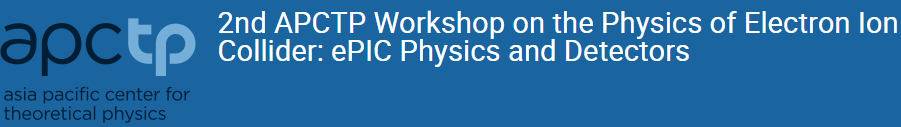 apctp
asia pacific center for
theoretical physics
2nd APCTP Workshop on the Physics of Electron Ion
Collider: ePIC Physics and Detectors